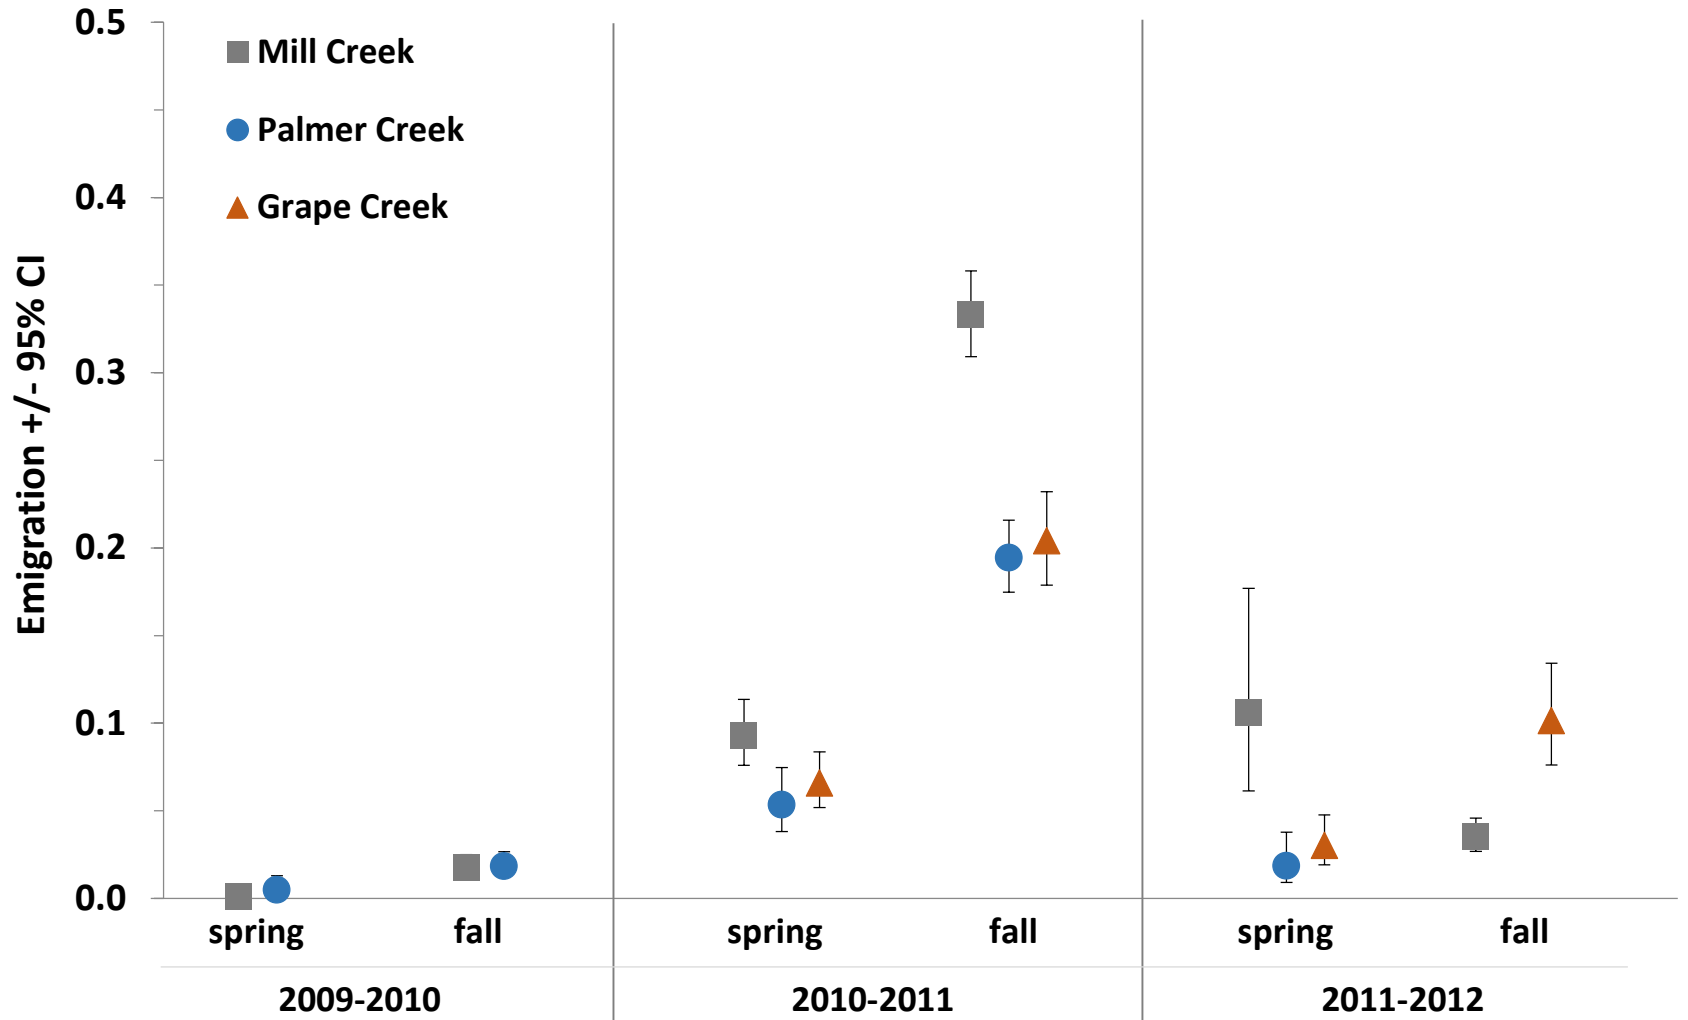 Emigration +/- 95% CI
0.5
0.4
0.3
0.2
0.1
0.0
Mill Creek
Palmer Creek
Grape Creek
spring fall spring fall spring fall
2009-2010 2010-2011 2011-2012